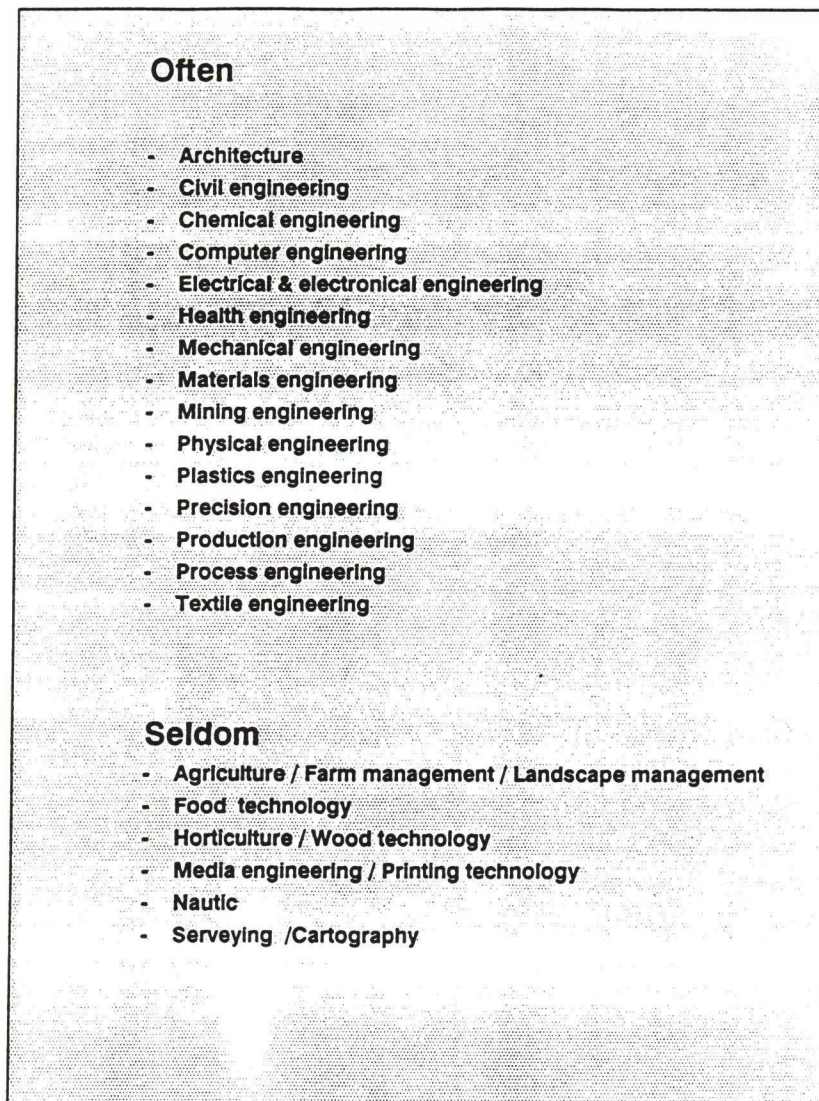 Often
- Architecture
- Civil engineering
- Chemical engineering
- Computer engineering
- Electrical & electronical engineering
- Health engineering
- Mechanical engineering
- Materials engineering
- Mining engineering
- Physical engineering
- Plastics engineering
- Precision engineering
- Production engineering
- Process engineering
- Textile engineering
Seldom
- Agriculture / Farm management / Landscape management
- Food technology
- Horticulture / Wood technology
- Media engineering / Printing technology
- Nautic
- Serveying /Cartography